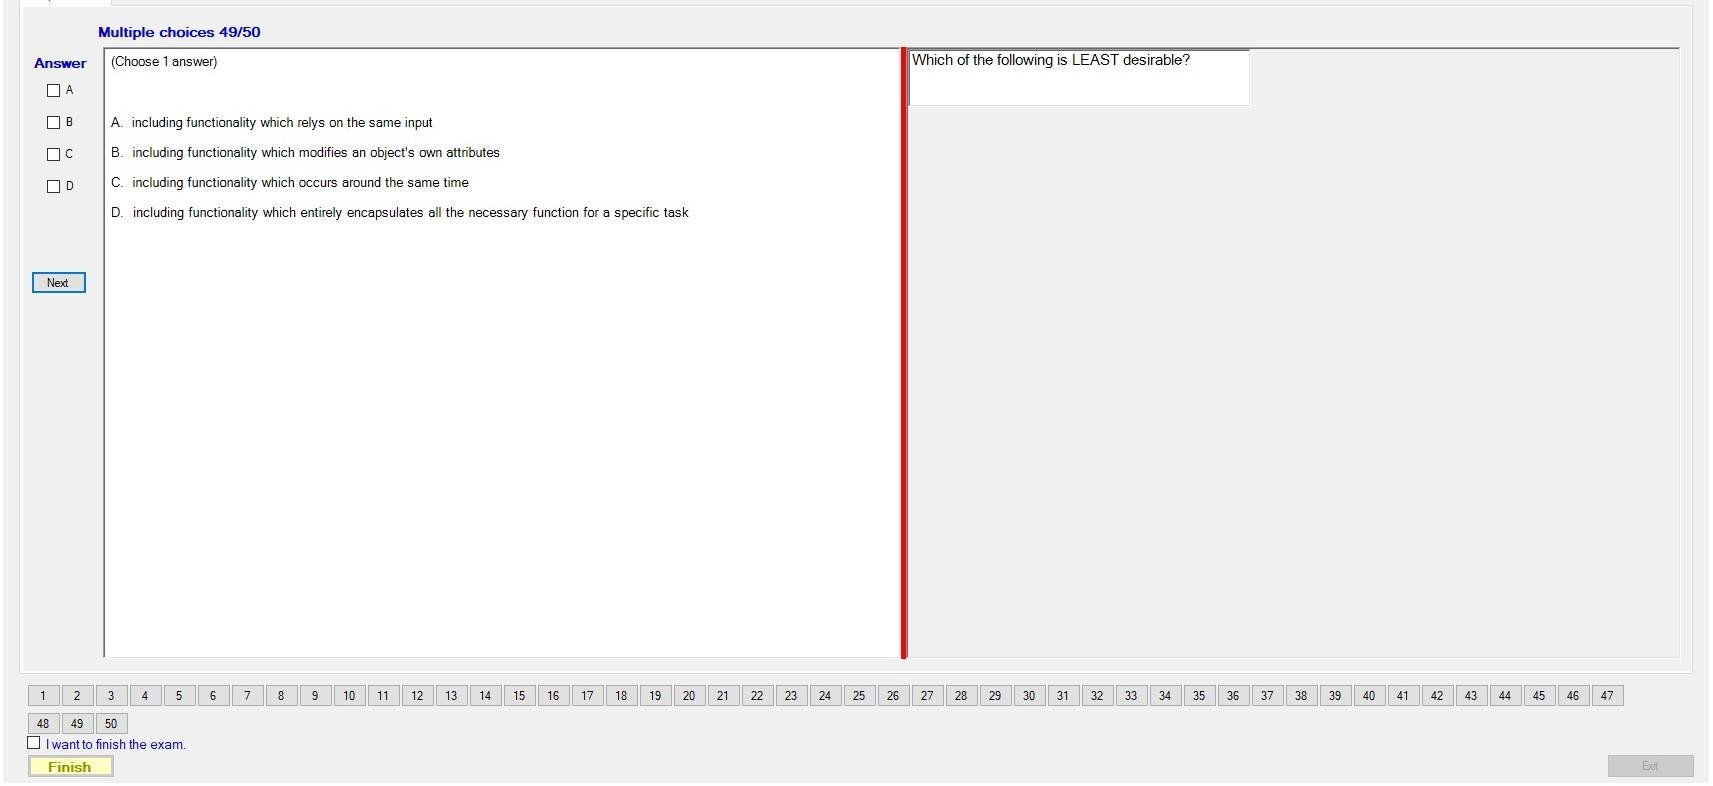 Multiple choices 49/50
Answer
(Choose 1 answer)
Which of the following is LEAST desirable?
A
B
C
D
A. including functionality which relys on the same input
B. including functionality which modifies an object's own attributes
C. including functionality which occurs around the same time
D. including functionality which entirely encapsulates all the necessary function for a specific task
Next
1 2 3 4 5 6 7 8 9 10 11 12 13 14 15 16 17 18 19 20 21 22 23 24 25 26 27 28 29 30 31 32 33 34 35 36 37 38 39 40 41 42 43 44 45 46 47
48 49 50
I want to finish the exam.
Finish
Exit